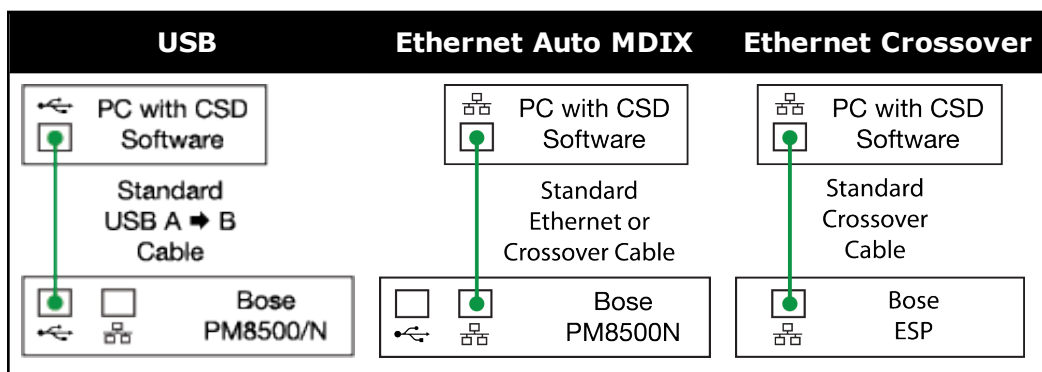 USB
Ethernet Auto MDIX
Ethernet Crossover
PC with CSD
Software
Standard
USB A ➡ B
Cable
Bose
PM8500/N
PC with CSD
Software
Standard
Ethernet or
Crossover Cable
Bose
PM8500N
PC with CSD
Software
Standard
Crossover
Cable
Bose
ESP